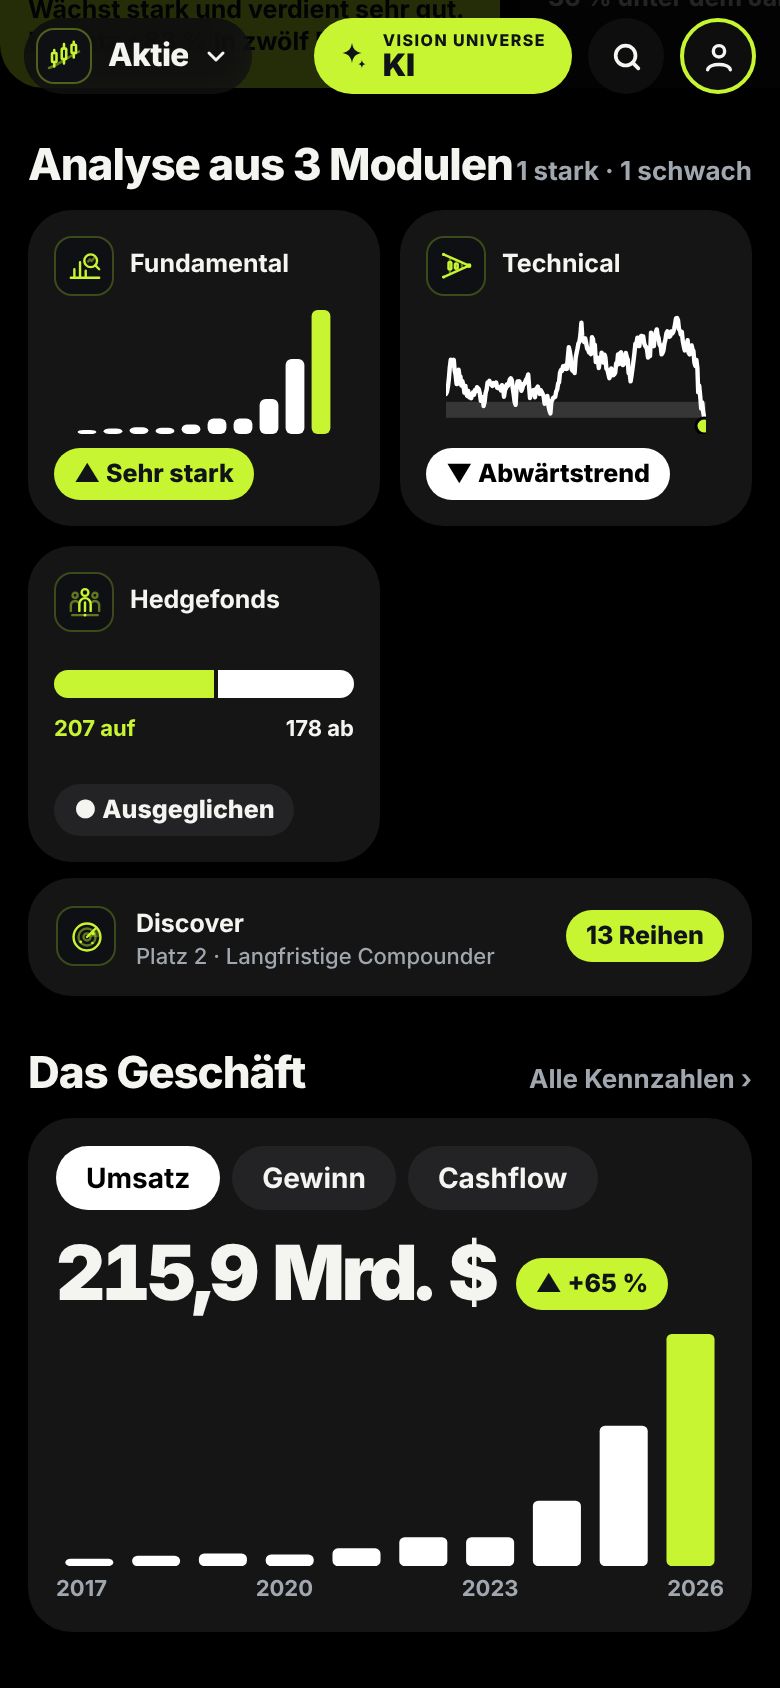 Wächst stark und verdient sehr gut.
zwölf
Aktie
VISION UNIVERSE
KI
Analyse aus 3 Modulen
1 stark · 1 schwach
Fundamental
Technical
▲ Sehr stark
▼ Abwärtstrend
Hedgefonds
207 auf
178 ab
Ausgeglichen
Discover
Platz 2 · Langfristige Compounder
13 Reihen
Das Geschäft
Alle Kennzahlen ›
Umsatz
Gewinn
Cashflow
215,9 Mrd. $
▲ +65 %
2017
2020
2023
2026